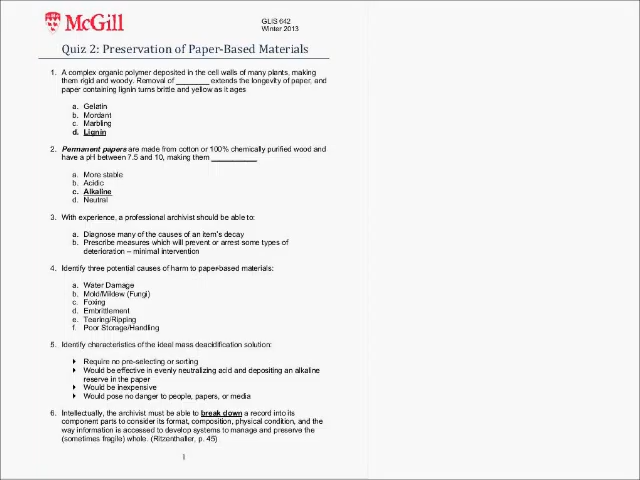 McGill
GLIS 642
Winter 2013
Quiz 2: Preservation of Paper-Based Materials
1. A complex organic polymer deposited in the cell walls of many plants, making
them rigid and woody. Removal of ________ extends the longevity of paper, and
paper containing lignin turns brittle and yellow as it ages
a. Gelatin
b. Mordant
c. Marbling
d. Lignin
2. Permanent papers are made from cotton or 100% chemically purified wood and
have a pH between 7.5 and 10, making them ___________
a. More stable
b. Acidic
c. Alkaline
d. Neutral
3. With experience, a professional archivist should be able to:
a. Diagnose many of the causes of an item's decay
b. Prescribe measures which will prevent or arrest some types of
deterioration – minimal intervention
4. Identify three potential causes of harm to paper-based materials:
a. Water Damage
b. Mold/Mildew (Fungi)
c. Foxing
d. Embrittlement
e. Tearing/Ripping
f. Poor Storage/Handling
5. Identify characteristics of the ideal mass deacidification solution:
Require no pre-selecting or sorting
Would be effective in evenly neutralizing acid and depositing an alkaline
reserve in the paper
Would be inexpensive
Would pose no danger to people, papers, or media
6. Intellectually, the archivist must be able to break down a record into its
component parts to consider its format, composition, physical condition, and the
way information is accessed to develop systems to manage and preserve the
(sometimes fragile) whole. (Ritzenthaller, p. 45)
1